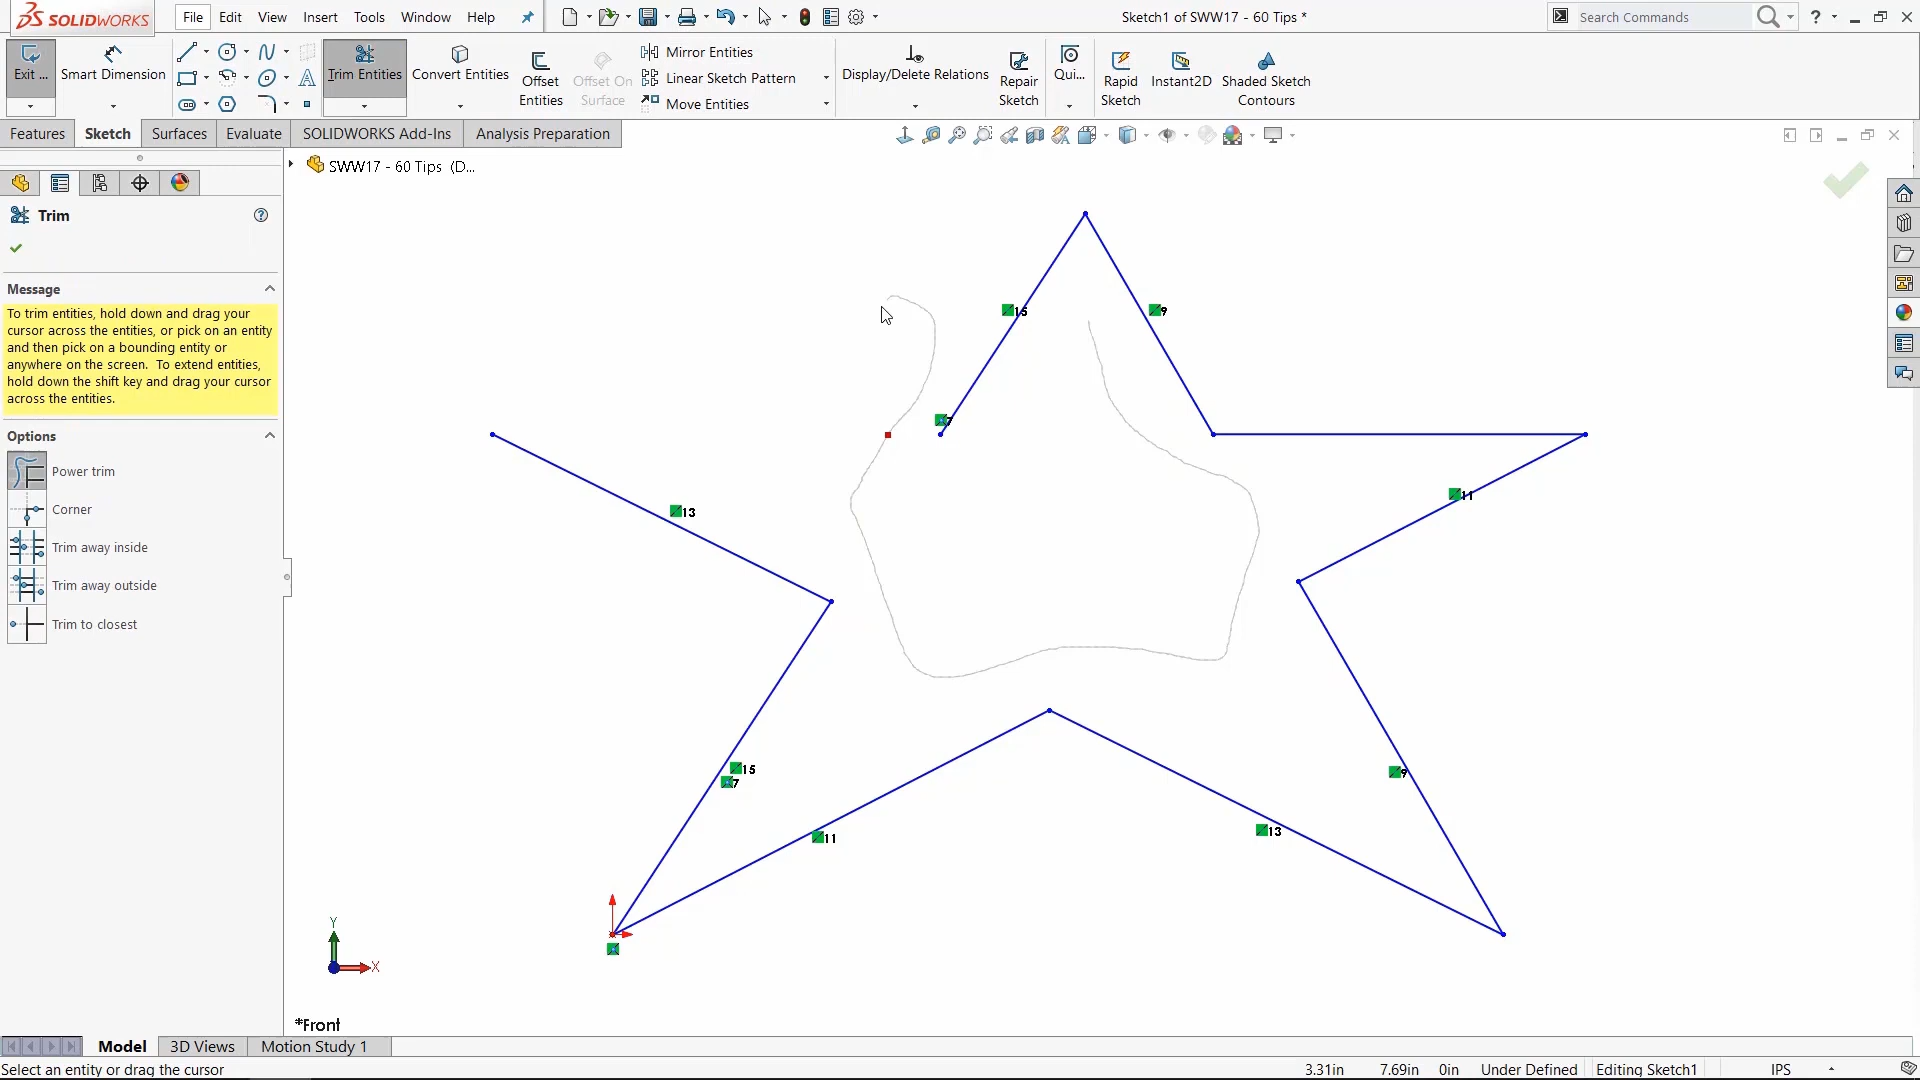 SOLIDWORKS File Edit View Insert Tools Window Help Sketch1 of SWW17 - 60 Tips * Search Commands ?
Exit ... Smart Dimension Trim Entities Convert Entities Offset Entities Offset On Surface Mirror Entities Linear Sketch Pattern Move Entities Display/Delete Relations Repair Sketch Qui... Rapid Sketch Instant2D Shaded Sketch Contours
Features Sketch Surfaces Evaluate SOLIDWORKS Add-Ins Analysis Preparation
SWW17 - 60 Tips (D...
Trim ?
Message
To trim entities, hold down and drag your
cursor across the entities, or pick on an entity
and then pick on a bounding entity or
anywhere on the screen. To extend entities,
hold down the shift key and drag your cursor
across the entities.
Options
Power trim
Corner
Trim away inside
Trim away outside
Trim to closest
15
9
7
11
13
15
7
9
11
13
Y
X
*Front
Model 3D Views Motion Study 1
Select an entity or drag the cursor 3.31in 7.69in 0in Under Defined Editing Sketch1 IPS